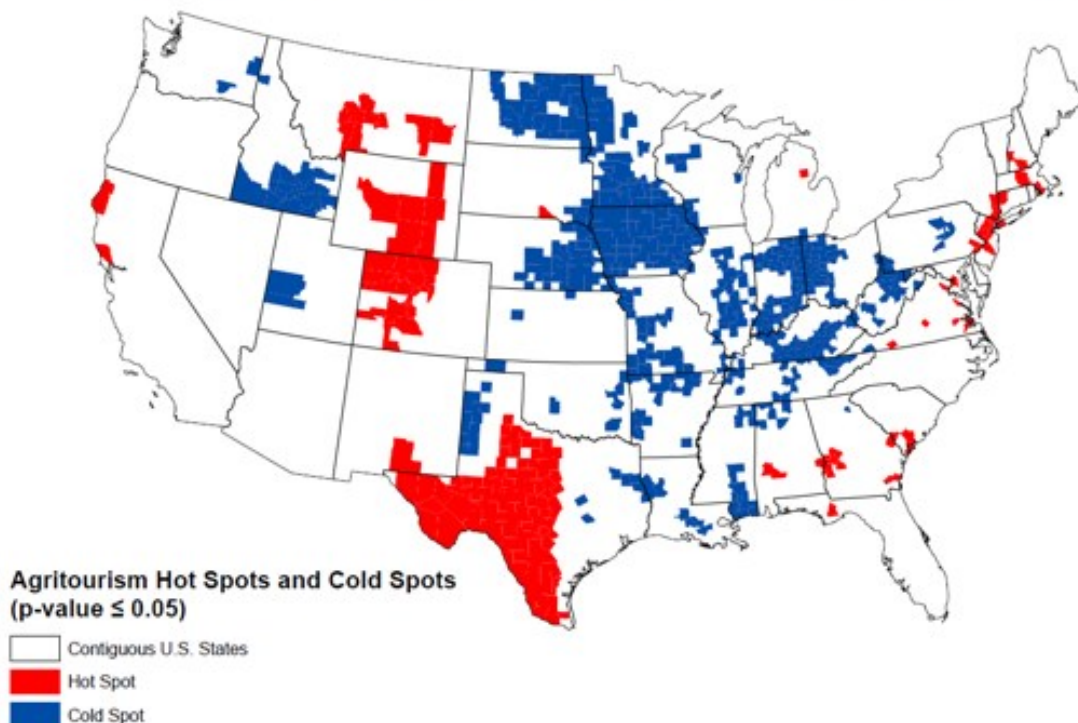 Agritourism Hot Spots and Cold Spots
(p-value ≤ 0.05)
Contiguous U.S. States
Hot Spot
Cold Spot